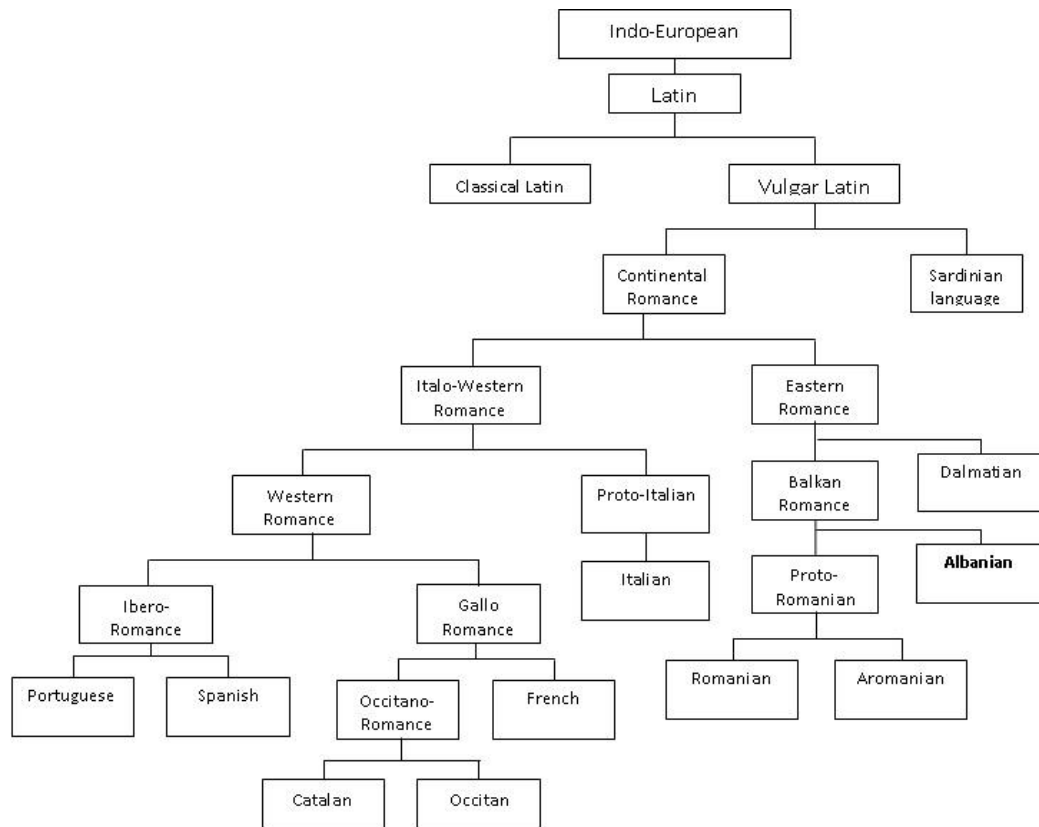 Indo-European
Latin
Classical Latin
Vulgar Latin
Continental
Romance
Sardinian
language
Italo-Western
Romance
Eastern
Romance
Western
Romance
Proto-Italian
Balkan
Romance
Dalmatian
Ibero-
Romance
Gallo
Romance
Italian
Proto-
Romanian
Albanian
Portuguese
Spanish
Occitano-
Romance
French
Romanian
Aromanian
Catalan
Occitan